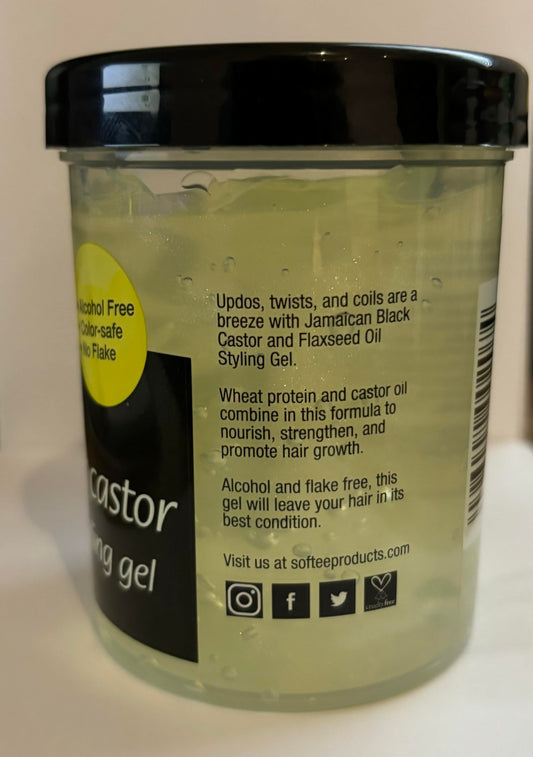 Alcohol Free
Color-safe
No Flake
castor
gel
Updos, twists, and coils are a
breeze with Jamaican Black
Castor and Flaxseed Oil
Styling Gel.
Wheat protein and castor oil
combine in this formula to
nourish, strengthen, and
promote hair growth.
Alcohol and flake free, this
gel will leave your hair in its
best condition.
Visit us at softeeproducts.com
cruelty free